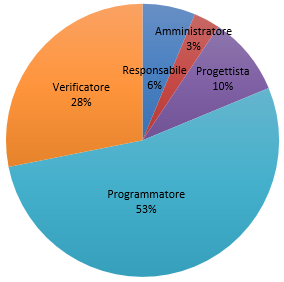 Amministratore
3%
Responsabile
6%
Progettista
10%
Verificatore
28%
Programmatore
53%